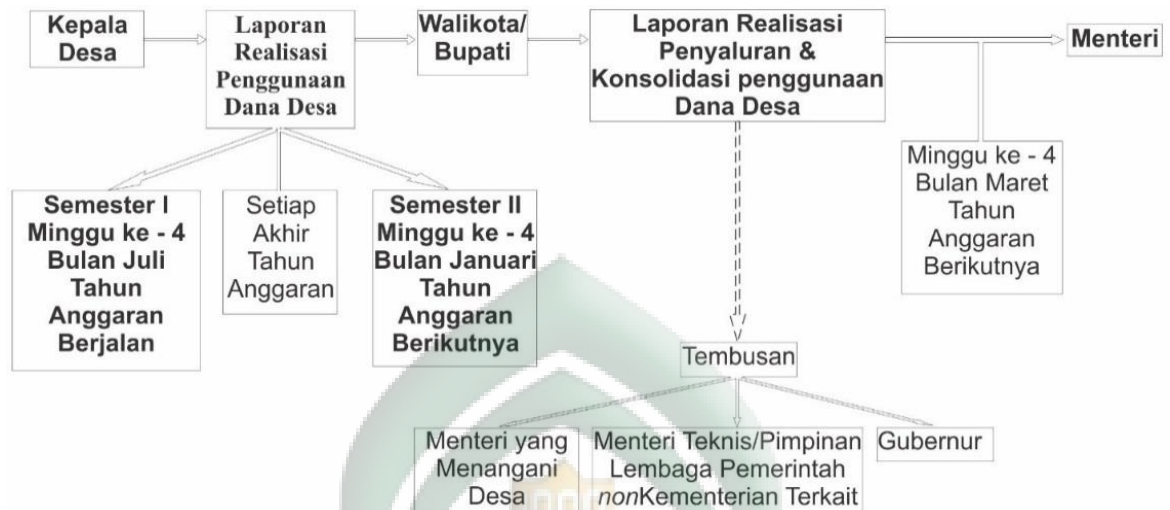 Kepala
Desa
Laporan
Realisasi
Penggunaan
Dana Desa
Walikota/
Bupati
Laporan Realisasi
Penyaluran &
Konsolidasi penggunaan
Dana Desa
Menteri
Semester I
Minggu ke - 4
Bulan Juli
Tahun
Anggaran
Berjalan
Setiap
Akhir
Tahun
Anggaran
Semester II
Minggu ke - 4
Bulan Januari
Tahun
Anggaran
Berikutnya
Minggu ke - 4
Bulan Maret
Tahun
Anggaran
Berikutnya
Tembusan
Menteri yang
Menangani
Desa
Menteri Teknis/Pimpinan
Lembaga Pemerintah
nonKementerian Terkait
Gubernur